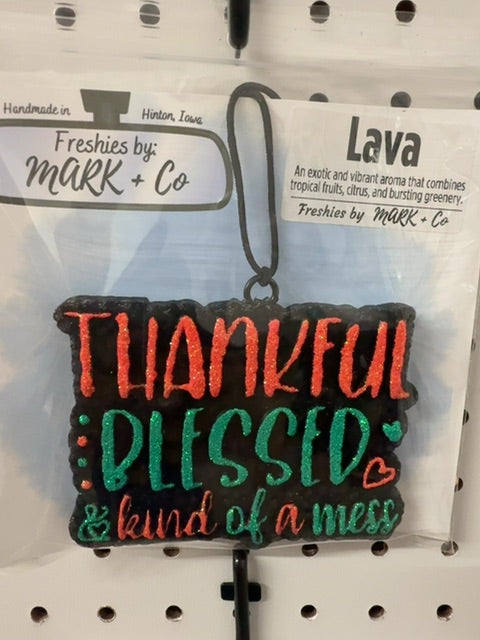 Handmade in Hinton, Iowa
Freshies by:
MARK + Co
Lava
An exotic and vibrant aroma that combines
tropical fruits, citrus, and bursting greenery.
Freshies by MARK + Co
THANKFUL
BLESSED
& kind of a mess